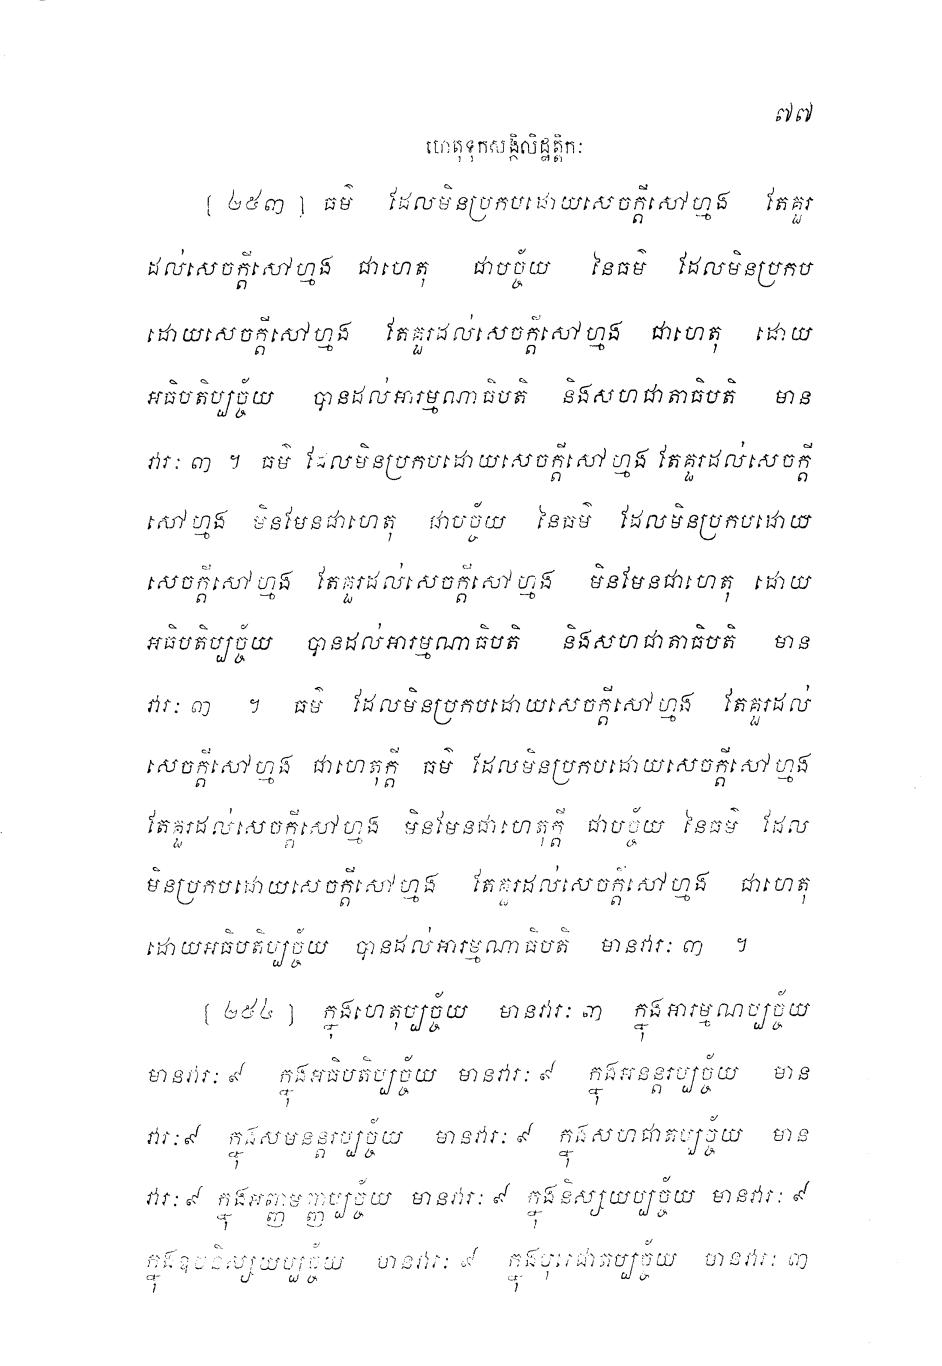 ៧៧
ហេតុទុកសង្កិលិដ្ឋត្តិកៈ
[ ២៥៣ ] ធម៌ ដែលមិនប្រកបដោយសេចក្តីសៅហ្មង តែគួរ
ដល់សេចក្តីសៅហ្មង ជាហេតុ ជាបច្ច័យ នៃធម៌ ដែលមិនប្រកប
ដោយសេចក្តីសៅហ្មង តែគួរដល់សេចក្តីសៅហ្មង ជាហេតុ ដោយ
អធិបតិប្បច្ច័យ បានដល់អារម្មណាធិបតិ និងសហជាតាធិបតិ មាន
វារៈ ៣ ។ ធម៌ ដែលមិនប្រកបដោយសេចក្តីសៅហ្មង តែគួរដល់សេចក្តី
សៅហ្មង មិនមែនជាហេតុ ជាបច្ច័យ នៃធម៌ ដែលមិនប្រកបដោយ
សេចក្តីសៅហ្មង តែគួរដល់សេចក្តីសៅហ្មង មិនមែនជាហេតុ ដោយ
អធិបតិប្បច្ច័យ បានដល់អារម្មណាធិបតិ និងសហជាតាធិបតិ មាន
វារៈ ៣ ។ ធម៌ ដែលមិនប្រកបដោយសេចក្តីសៅហ្មង តែគួរដល់
សេចក្តីសៅហ្មង ជាហេតុក្តី ធម៌ ដែលមិនប្រកបដោយសេចក្តីសៅហ្មង
តែគួរដល់សេចក្តីសៅហ្មង មិនមែនជាហេតុក្តី ជាបច្ច័យ នៃធម៌ ដែល
មិនប្រកបដោយសេចក្តីសៅហ្មង តែគួរដល់សេចក្តីសៅហ្មង ជាហេតុ
ដោយអធិបតិប្បច្ច័យ បានដល់អារម្មណាធិបតិ មានវារៈ ៣ ។
[ ២៥៤ ] ក្នុងហេតុប្បច្ច័យ មានវារៈ ៣ ក្នុងអារម្មណប្បច្ច័យ
មានវារៈ ៩ ក្នុងអធិបតិប្បច្ច័យ មានវារៈ ៩ ក្នុងអនន្តរប្បច្ច័យ មាន
វារៈ ៩ ក្នុងសមនន្តរប្បច្ច័យ មានវារៈ ៩ ក្នុងសហជាតប្បច្ច័យ មាន
វារៈ ៩ ក្នុងអញ្ញមញ្ញប្បច្ច័យ មានវារៈ ៩ ក្នុងនិស្សយប្បច្ច័យ មានវារៈ ៩
ក្នុងឧបនិស្សយប្បច្ច័យ មានវារៈ ៩ ក្នុងបុរេជាតប្បច្ច័យ មានវារៈ ៣